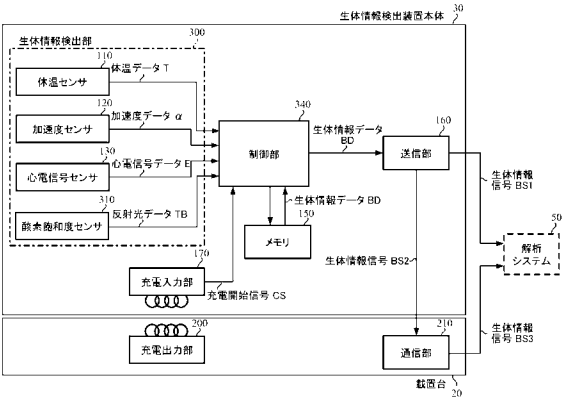 30
生体情報検出装置本体
生体情報検出部
300
110
体温センサ
体温データ T
120
加速度センサ
加速度データ α
130
心電信号センサ
心電信号データ E
310
酸素飽和度センサ
反射光データ TB
340
制御部
生体情報データ
BD
160
送信部
生体情報
信号 BS1
生体情報データ BD
150
メモリ
生体情報信号 BS2
50
解析
システム
170
充電入力部
充電開始信号 CS
200
充電出力部
210
通信部
生体情報
信号 BS3
載置台
20